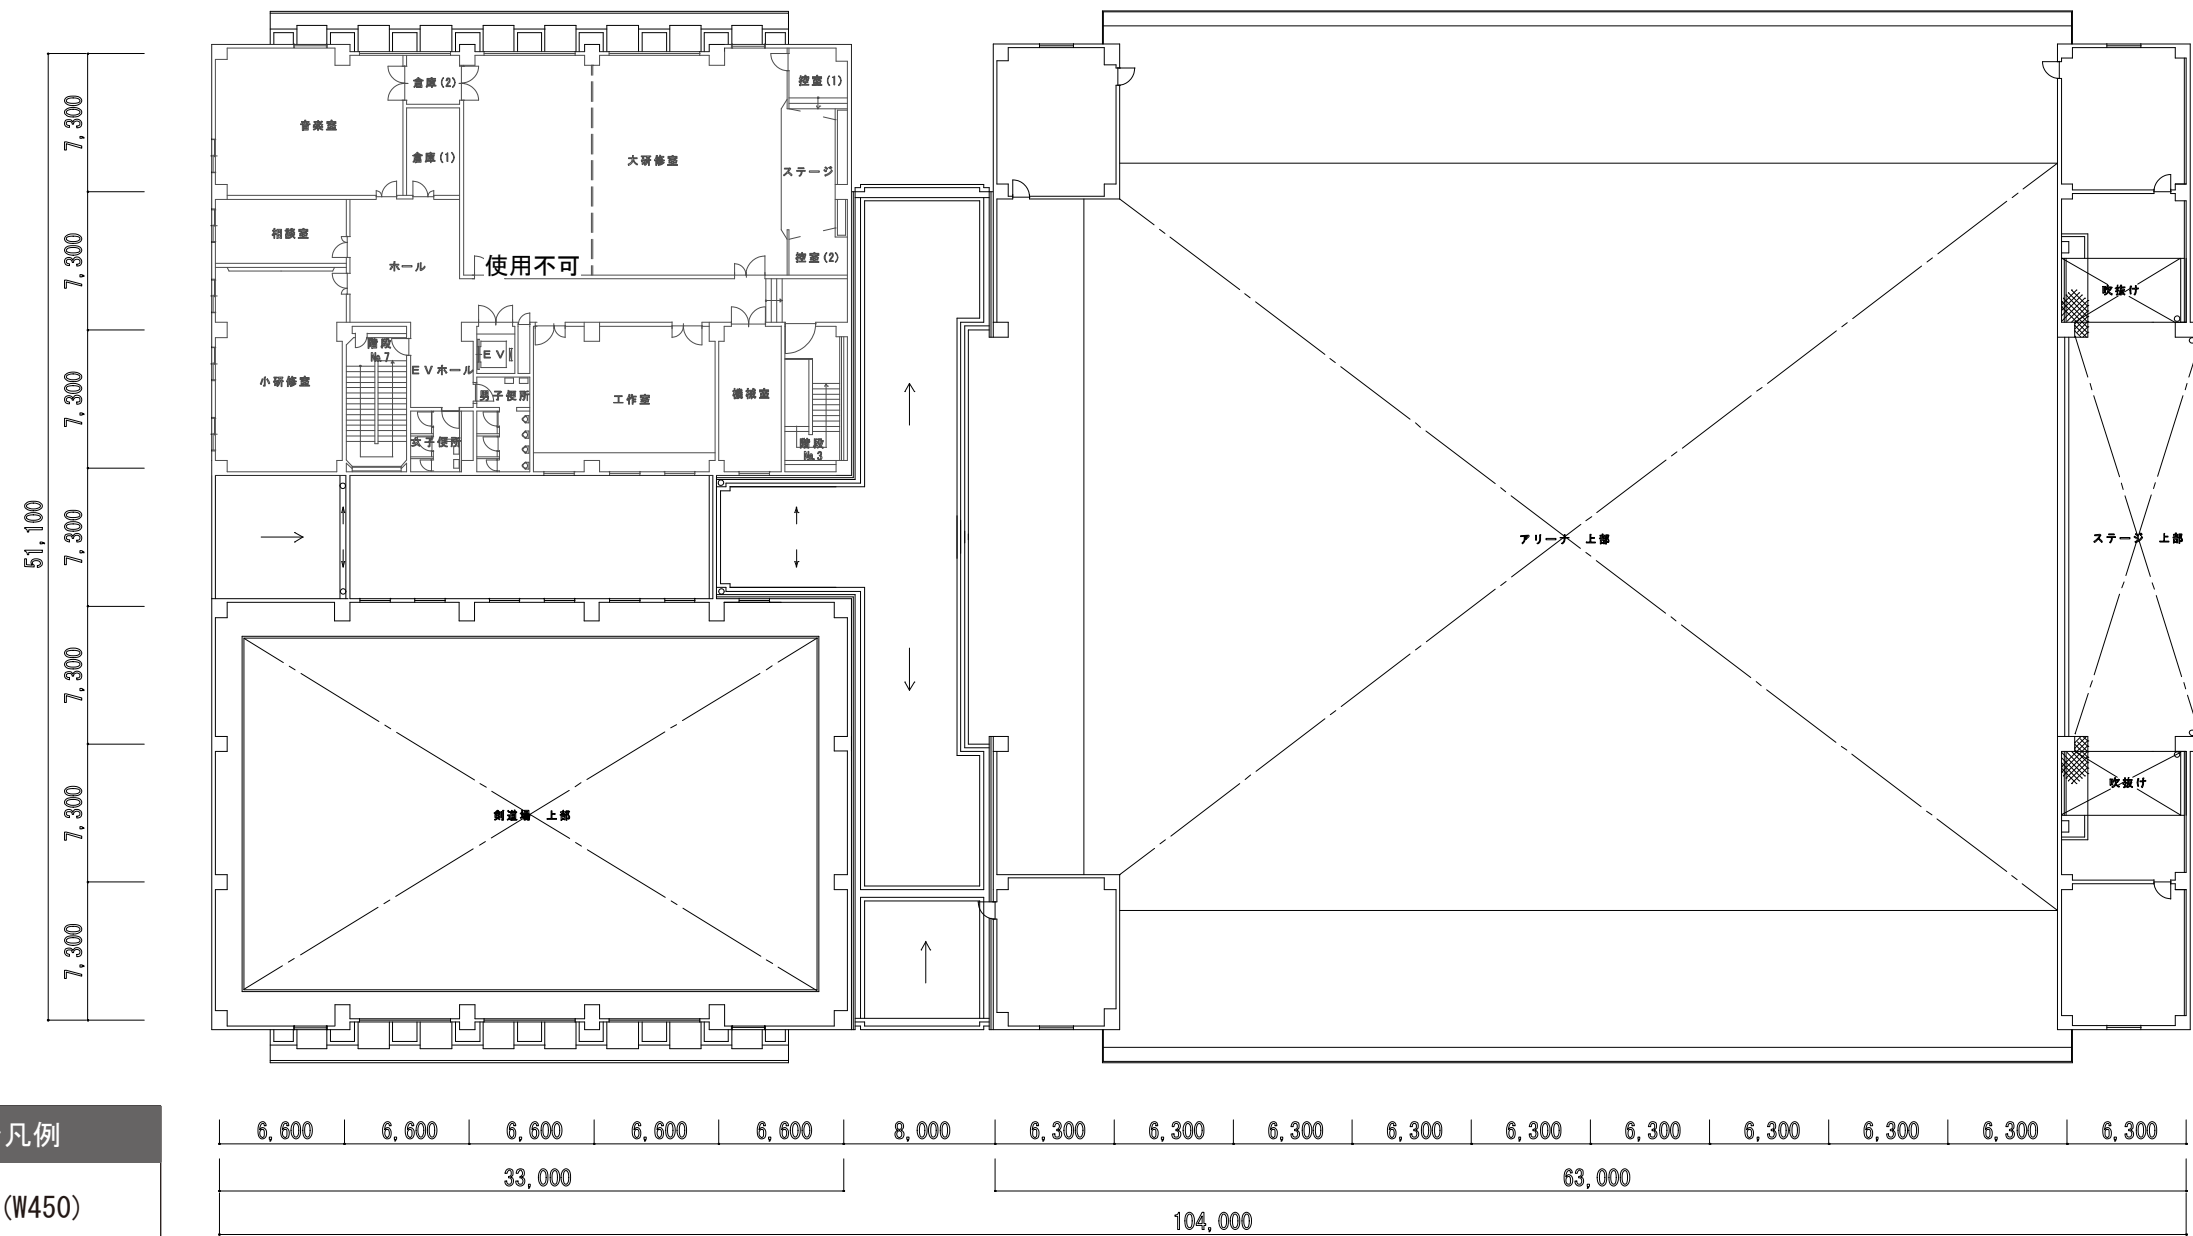 倉庫(2)
控室(1)
音楽室
倉庫(1)
大研修室
ステージ
相談室
ホール
使用不可
控室(2)
階段
№7
EV
EVホール
小研修室
男子便所
工作室
機械室
女子便所
階段
№3
吹抜け
アリーナ 上部
ステージ 上部
吹抜け
剣道場 上部
7,300
7,300
7,300
7,300
7,300
7,300
7,300
51,100
凡例
(W450)
6,600 6,600 6,600 6,600 6,600 8,000 6,300 6,300 6,300 6,300 6,300 6,300 6,300 6,300 6,300 6,300
33,000 63,000
104,000